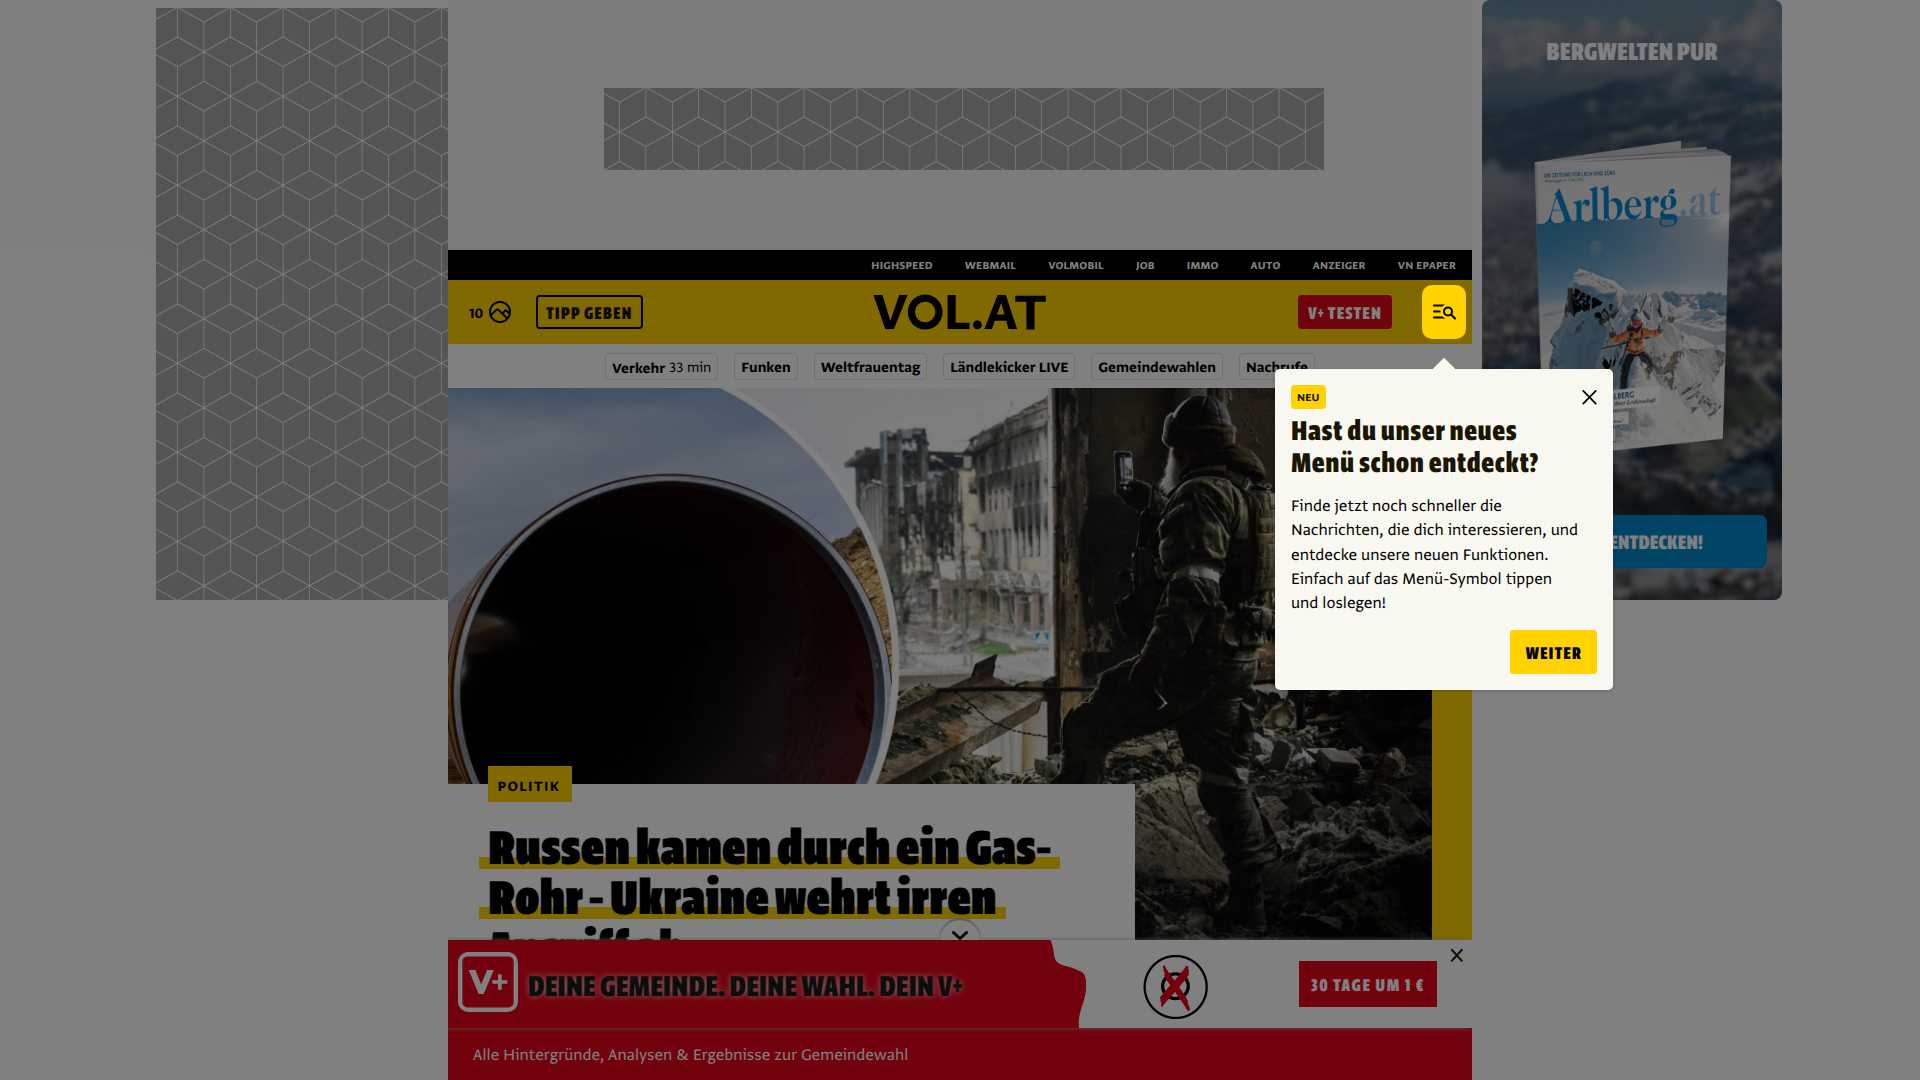 BERGWELTEN PUR
Arlberg.at
HIGHSPEED WEBMAIL VOLMOBIL JOB IMMO AUTO ANZEIGER VN EPAPER
10 TIPP GEBEN VOL.AT V+ TESTEN
Verkehr 33 min Funken Weltfrauentag Ländlekicker LIVE Gemeindewahlen Nachrufe
NEU
Hast du unser neues
Menü schon entdeckt?
Finde jetzt noch schneller die
Nachrichten, die dich interessieren, und
entdecke unsere neuen Funktionen.
Einfach auf das Menü-Symbol tippen
und loslegen!
WEITER
ENTDECKEN!
POLITIK
Russen kamen durch ein Gas-
Rohr - Ukraine wehrt irren
Angriff ab
V+ DEINE GEMEINDE. DEINE WAHL. DEIN V+
30 TAGE UM 1 €
Alle Hintergründe, Analysen & Ergebnisse zur Gemeindewahl